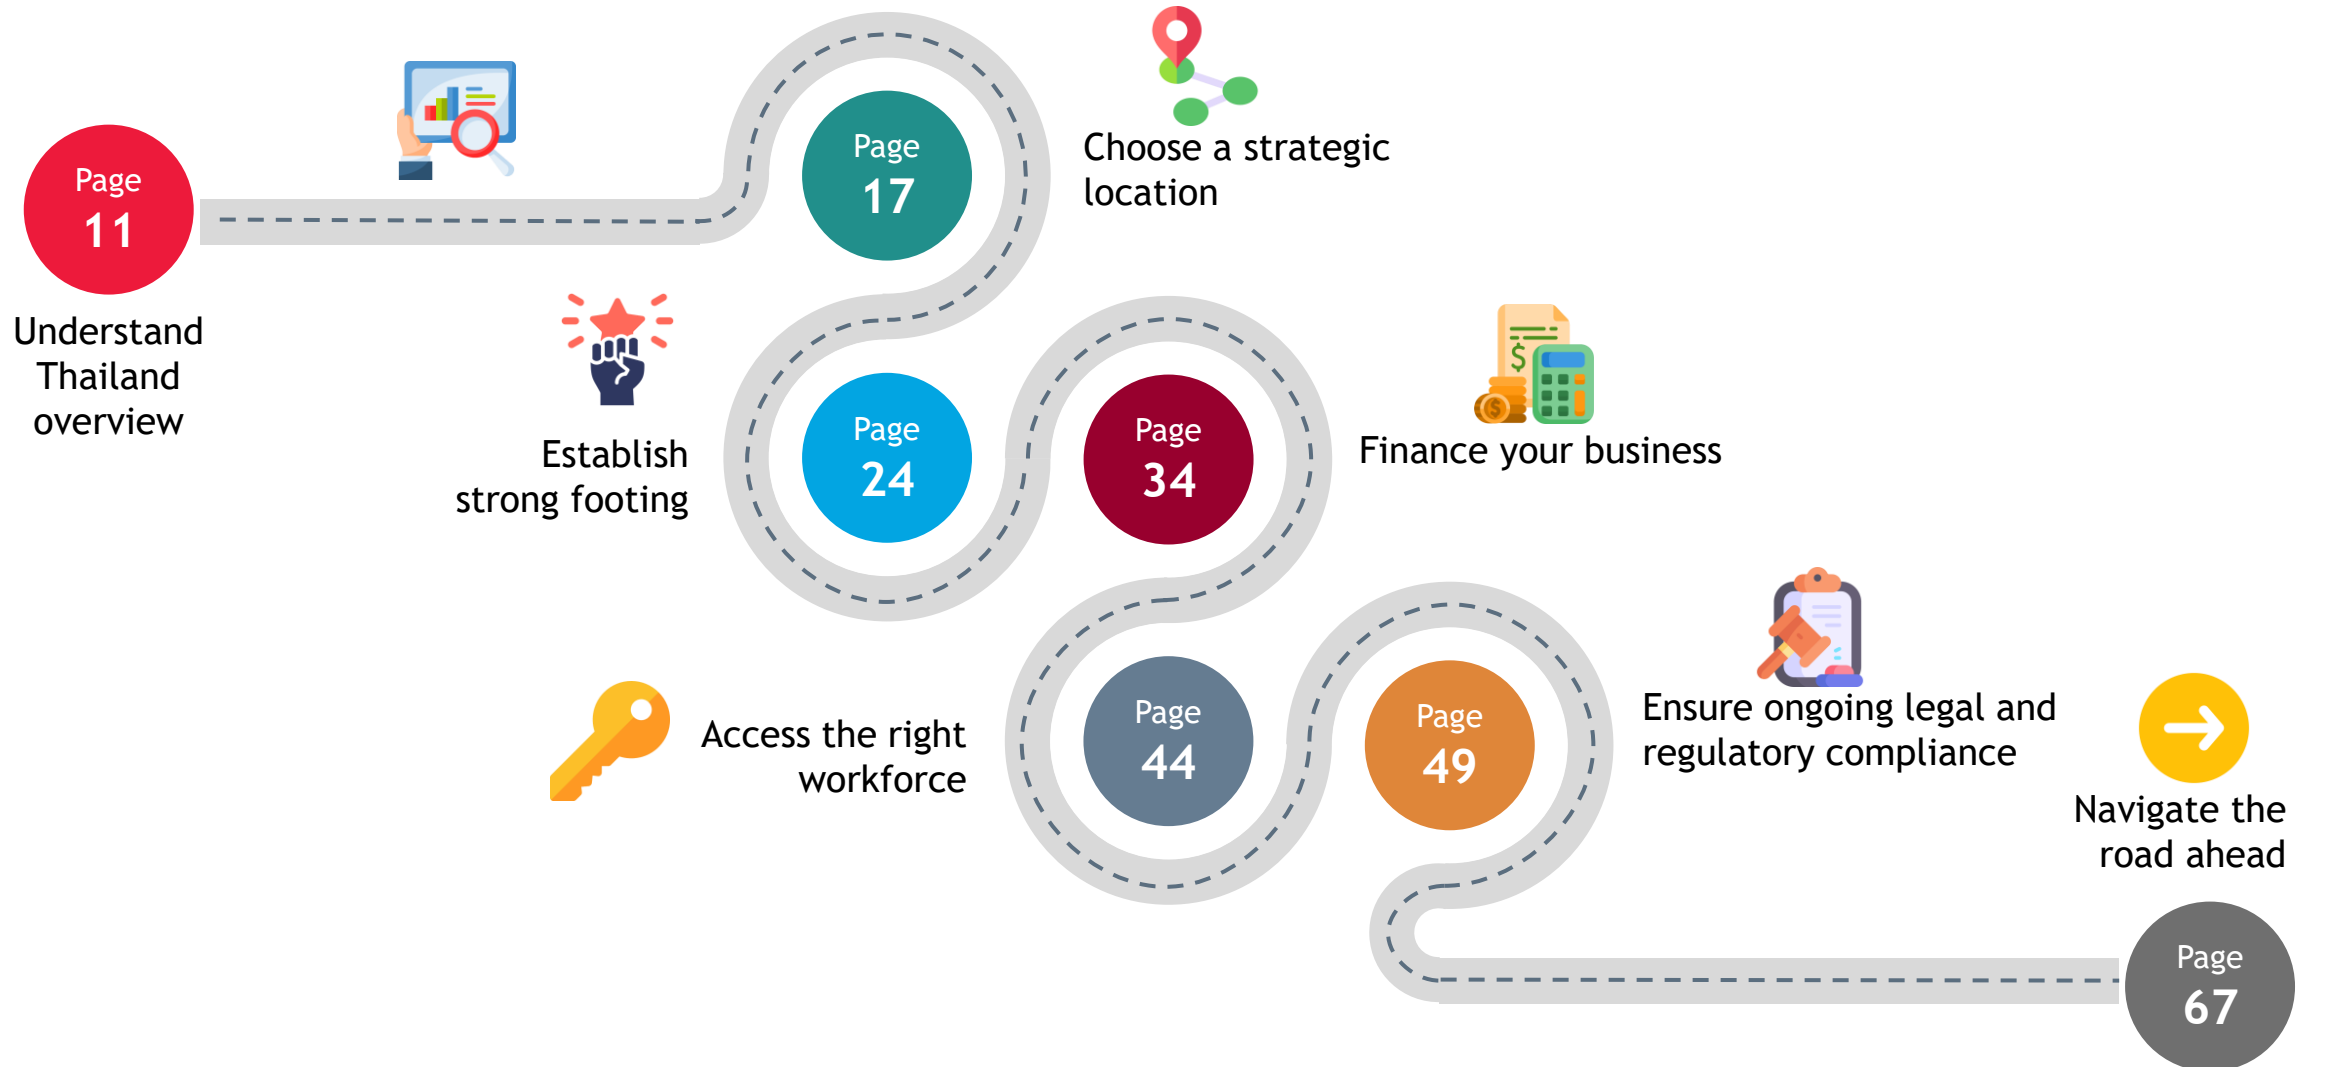 Page
11
Understand
Thailand
overview
Page
17
Choose a strategic
location
Establish
strong footing
Page
24
Page
34
Finance your business
Access the right
workforce
Page
44
Page
49
Ensure ongoing legal and
regulatory compliance
Navigate the
road ahead
Page
67